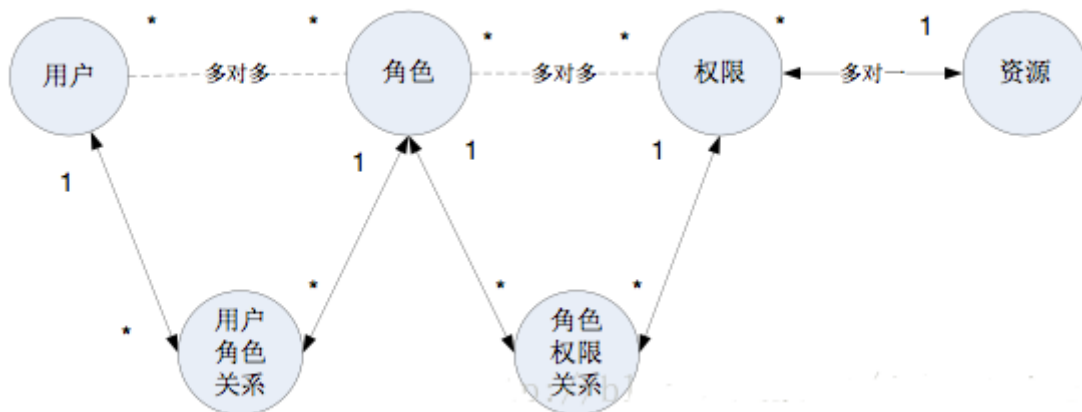 * * * * * 1
用户 多对多 角色 多对多 权限 多对一 资源
1 1 1 1
* * * *
用户
角色
关系
角色
权限
关系